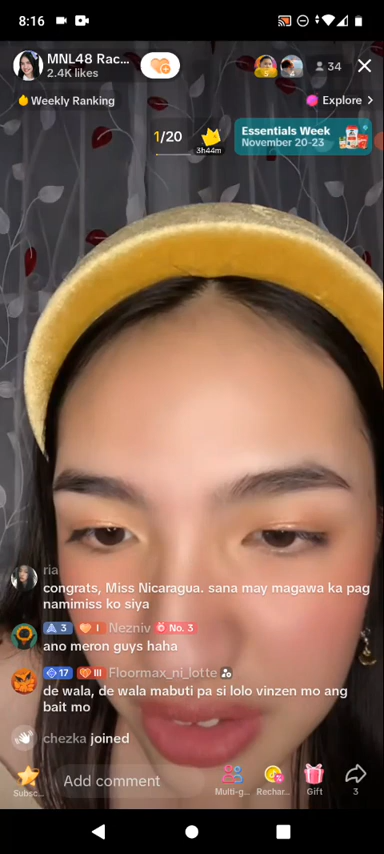 8:16
MNL48 Rac...
2.4K likes
5
34
Weekly Ranking
Explore
1/20
3h44m
Essentials Week
November 20-23
ria
congrats, Miss Nicaragua. sana may magawa ka pag
namimiss ko siya
3 I Nezniv No. 3
ano meron guys haha
17 III Floormax_ni_lotte
de wala, de wala mabuti pa si lolo vinzen mo ang
bait mo
chezka joined
Subsc...
Add comment
Multi-g...
Rechar...
Gift
3